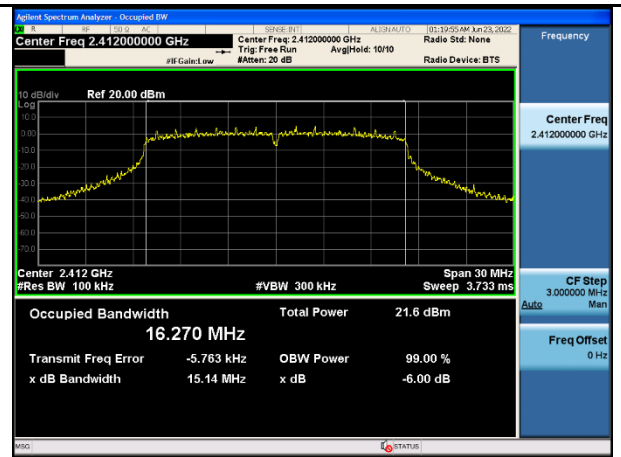 Agilent Spectrum Analyzer - Occupied BW
R RF 50 Ω AC SENSE:INT ALIGNAUTO 01:19:55 AM Jun 23, 2022
Center Freq 2.412000000 GHz
Center Freq: 2.412000000 GHz Radio Std: None
Trig: Free Run Avg|Hold: 10/10
#IFGain:Low #Atten: 20 dB Radio Device: BTS
Frequency
10 dB/div Ref 20.00 dBm
Log
10.0
0.00
-10.0
-20.0
-30.0
-40.0
-50.0
-60.0
-70.0
Center 2.412 GHz Span 30 MHz
#Res BW 100 kHz #VBW 300 kHz Sweep 3.733 ms
Center Freq
2.412000000 GHz
CF Step
3.000000 MHz
Auto Man
Freq Offset
0 Hz
Occupied Bandwidth Total Power 21.6 dBm
16.270 MHz
Transmit Freq Error -5.763 kHz OBW Power 99.00 %
x dB Bandwidth 15.14 MHz x dB -6.00 dB
MSG STATUS